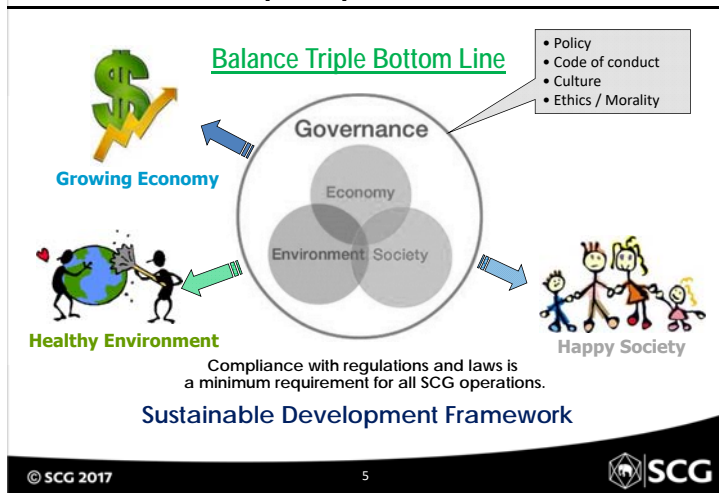 Balance Triple Bottom Line
• Policy
• Code of conduct
• Culture
• Ethics / Morality
Governance
Economy
Environment
Society
Growing Economy
Healthy Environment
Happy Society
Compliance with regulations and laws is
a minimum requirement for all SCG operations.
Sustainable Development Framework
© SCG 2017
5
SCG